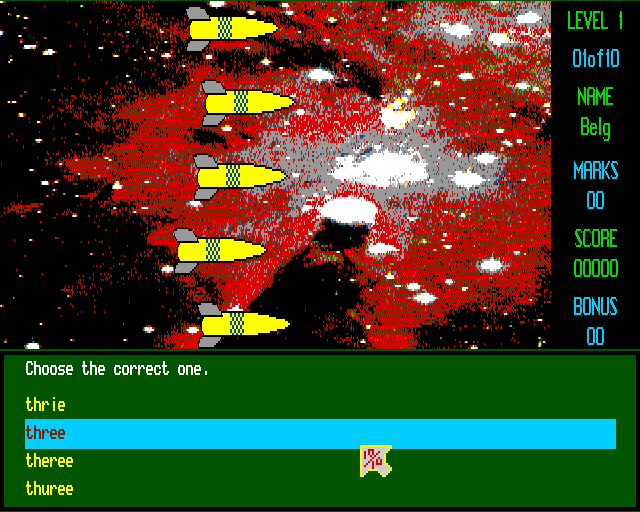 LEVEL 1
01of10
NAME
Belg
MARKS
00
SCORE
00000
BONUS
00
Choose the correct one.
thrie
three
theree
thuree